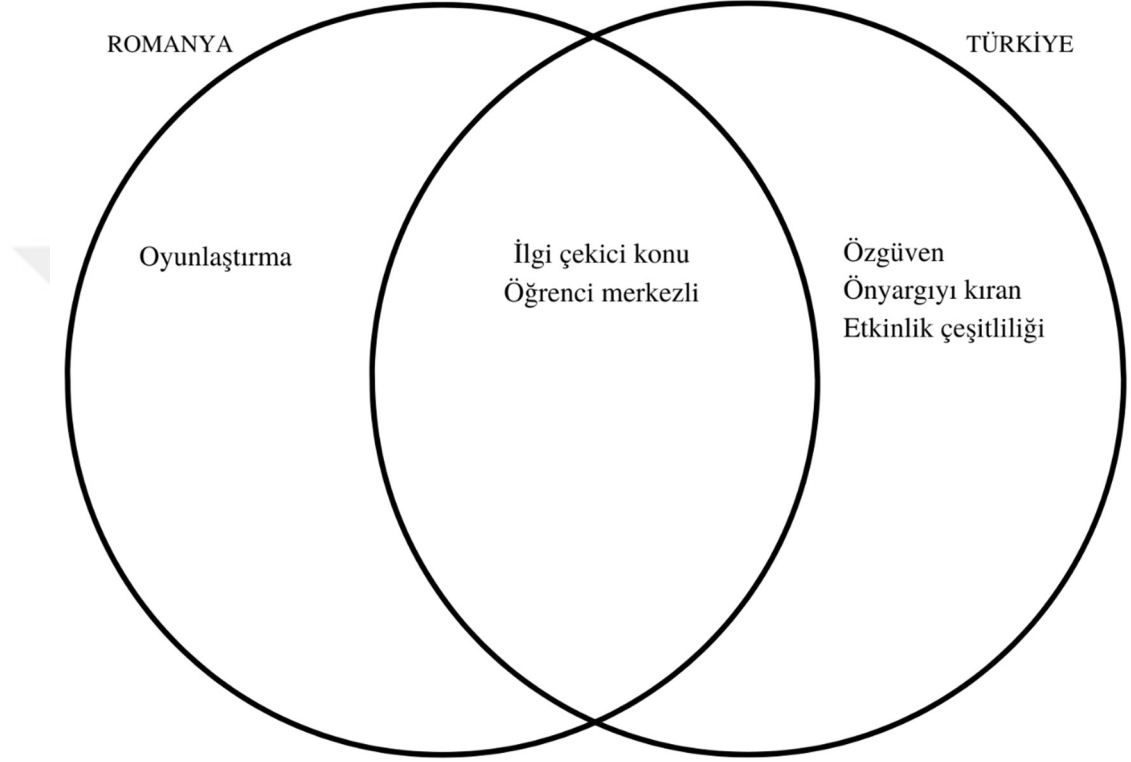 ROMANYA
TÜRKİYE
Oyunlaştırma
İlgi çekici konu
Öğrenci merkezli
Özgüven
Önyargıyı kıran
Etkinlik çeşitliliği